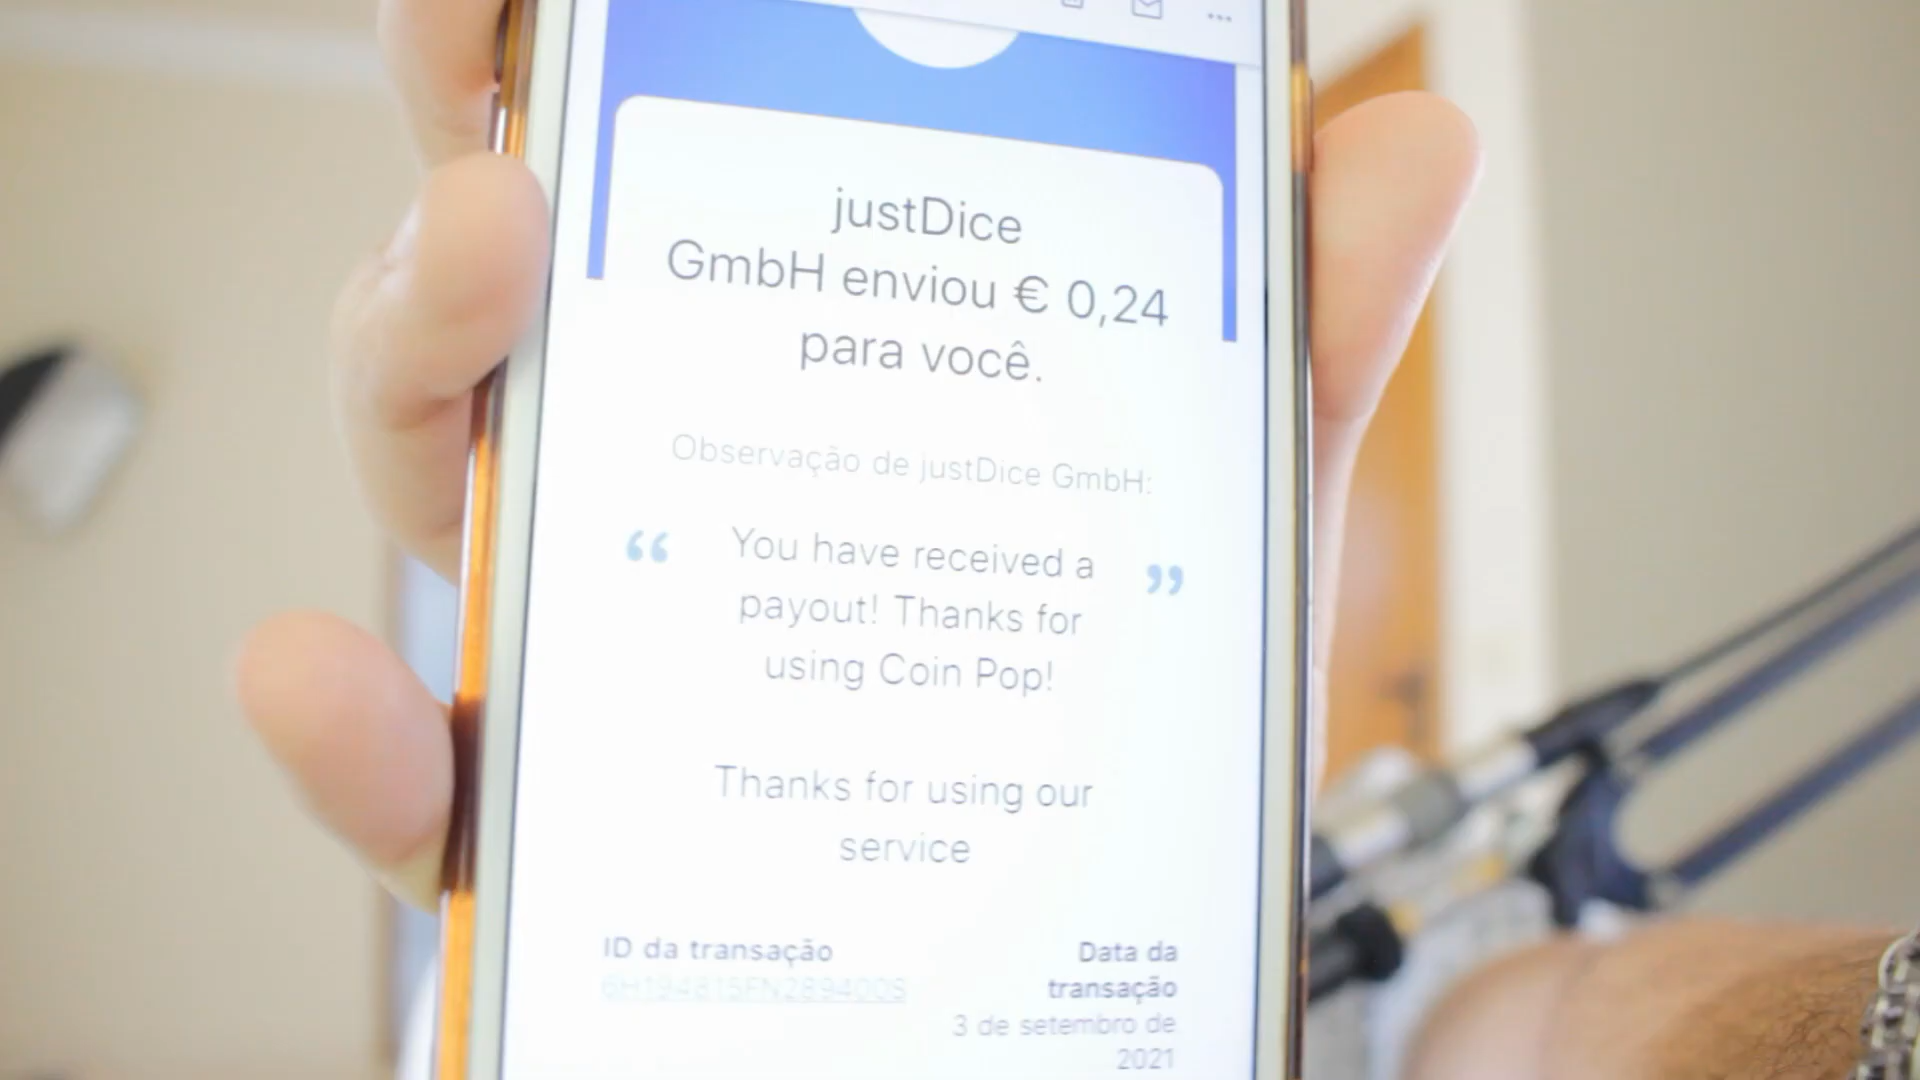 justDice
GmbH enviou € 0,24
para você.
Observação de justDice GmbH:
“ You have received a ”
payout! Thanks for
using Coin Pop!
Thanks for using our
service
ID da transação
Data da
transação
3 de setembro de
2021